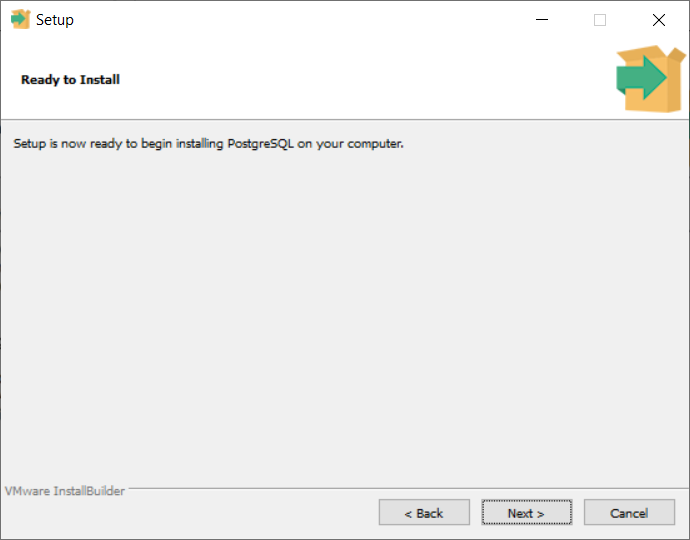 Setup
Ready to Install
Setup is now ready to begin installing PostgreSQL on your computer.
VMware InstallBuilder
< Back
Next >
Cancel